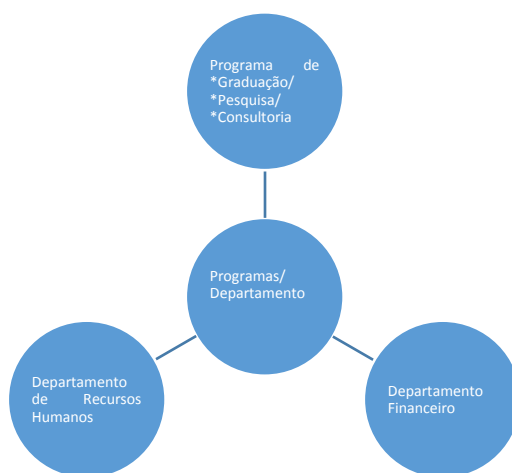 Programa de
*Graduação/
*Pesquisa/
*Consultoria
Programas/
Departamento
Departamento
de Recursos
Humanos
Departamento
Financeiro